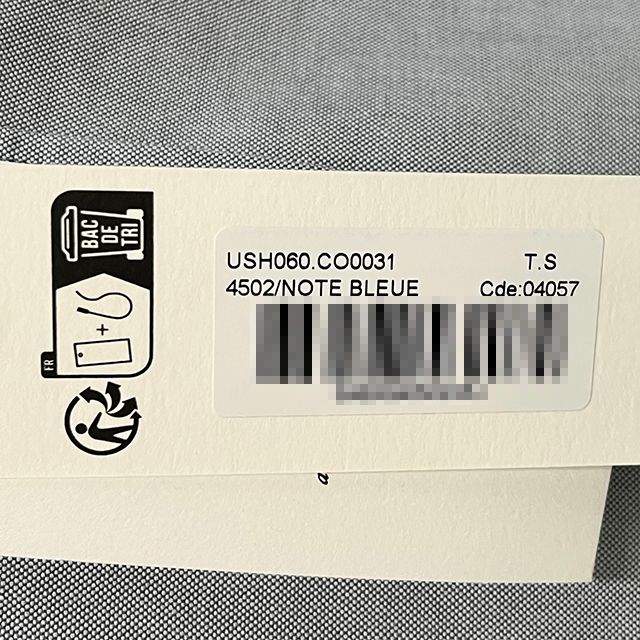 USH060.CO0031 T.S
4502/NOTE BLEUE Cde:04057
BAC
DE
TRI
+
FR
a